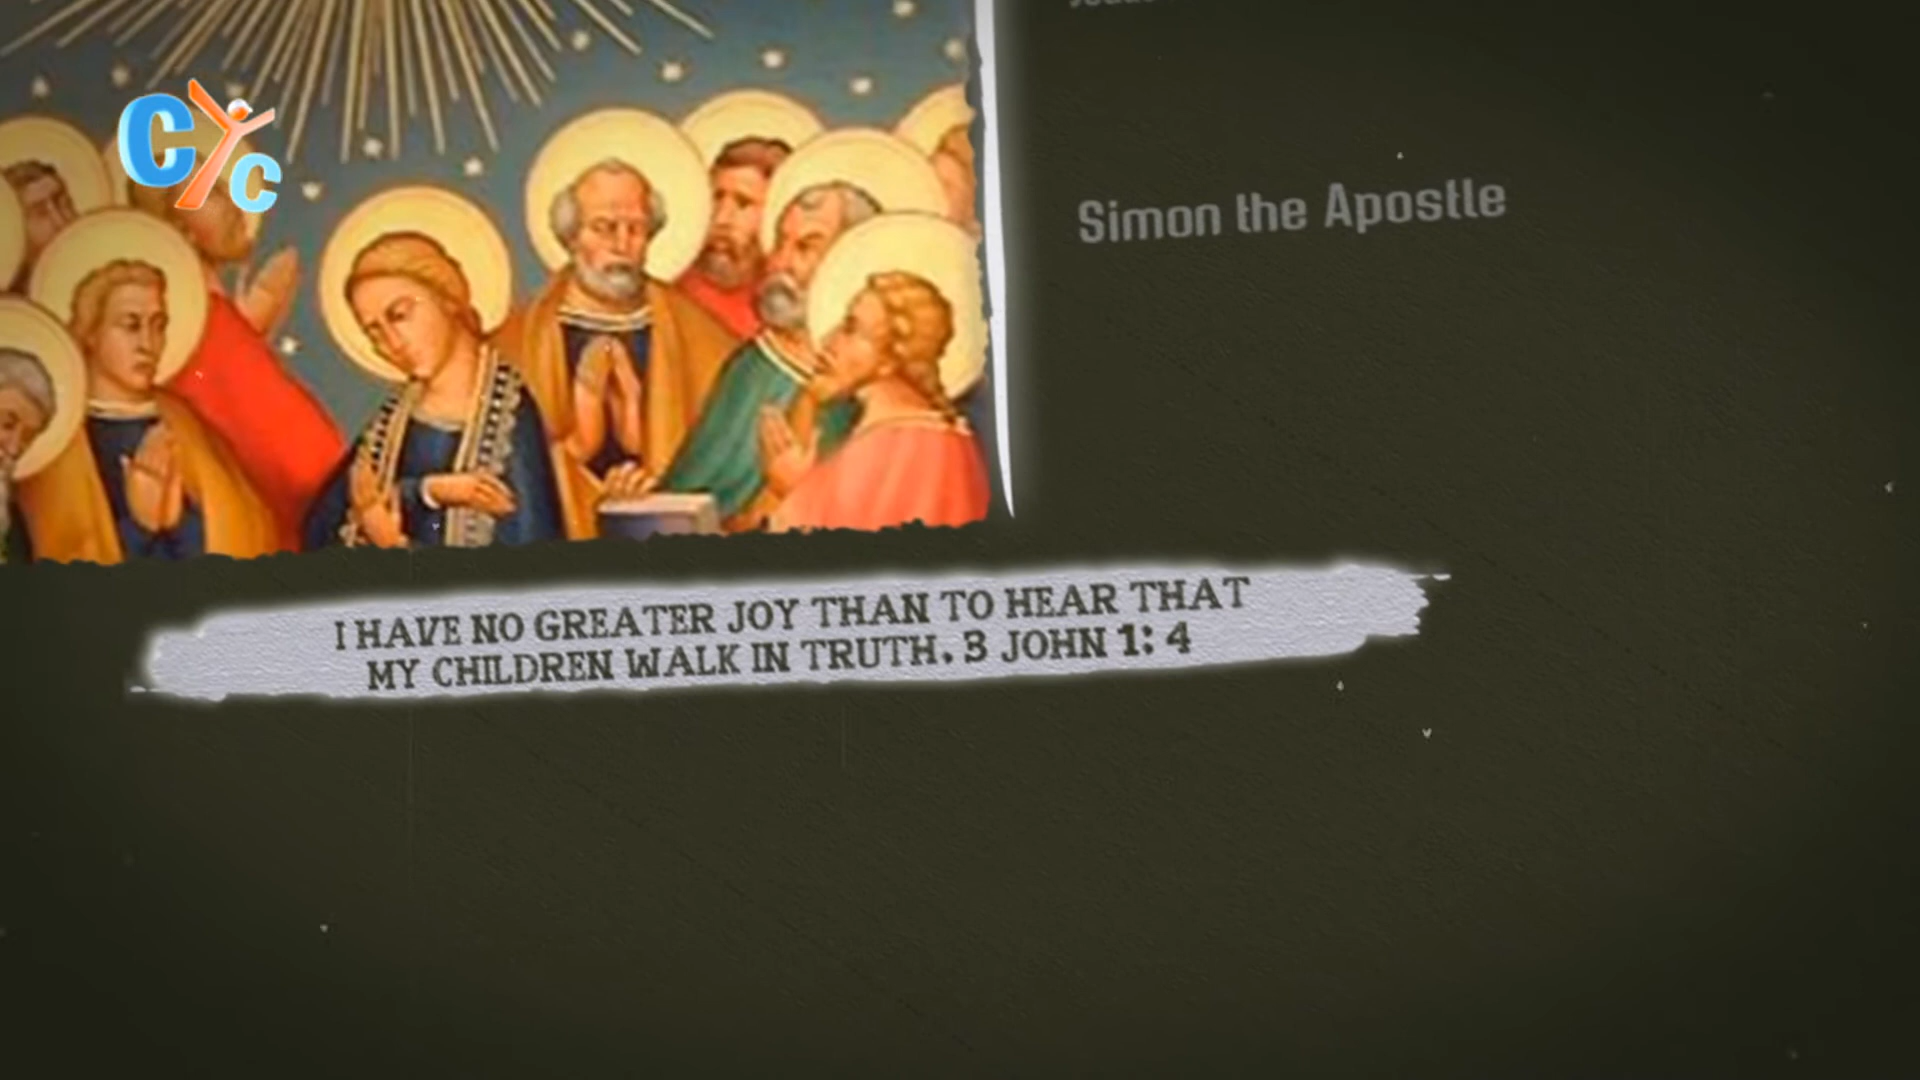 CYC
Simon the Apostle
I HAVE NO GREATER JOY THAN TO HEAR THAT
MY CHILDREN WALK IN TRUTH. 3 JOHN 1: 4